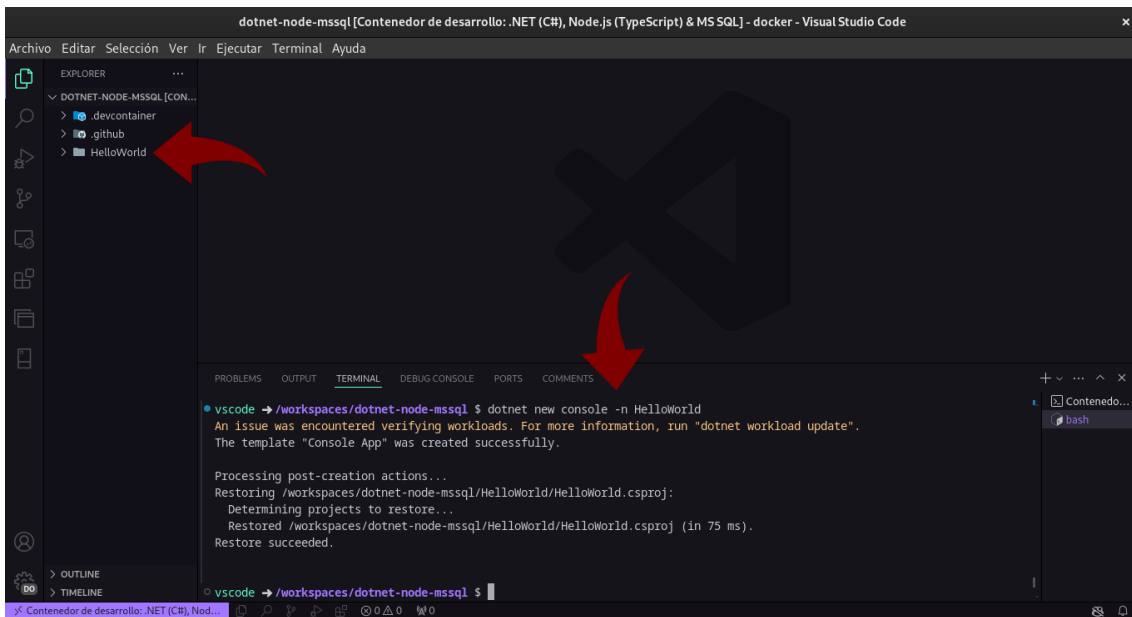 dotnet-node-mssql [Contenedor de desarrollo: .NET (C#), Node.js (TypeScript) & MS SQL] - docker - Visual Studio Code
Archivo Editar Selección Ver Ir Ejecutar Terminal Ayuda
EXPLORER
DOTNET-NODE-MSSQL [CON...
.devcontainer
.github
HelloWorld
PROBLEMS OUTPUT TERMINAL DEBUG CONSOLE PORTS COMMENTS
vscode ➜ /workspaces/dotnet-node-mssql $ dotnet new console -n HelloWorld
An issue was encountered verifying workloads. For more information, run "dotnet workload update".
The template "Console App" was created successfully.
Processing post-creation actions...
Restoring /workspaces/dotnet-node-mssql/HelloWorld/HelloWorld.csproj:
Determining projects to restore...
Restored /workspaces/dotnet-node-mssql/HelloWorld/HelloWorld.csproj (in 75 ms).
Restore succeeded.
vscode ➜ /workspaces/dotnet-node-mssql $
Contenedo...
bash
OUTLINE
TIMELINE
DO
Contenedor de desarrollo: .NET (C#), Nod... 0 0 0